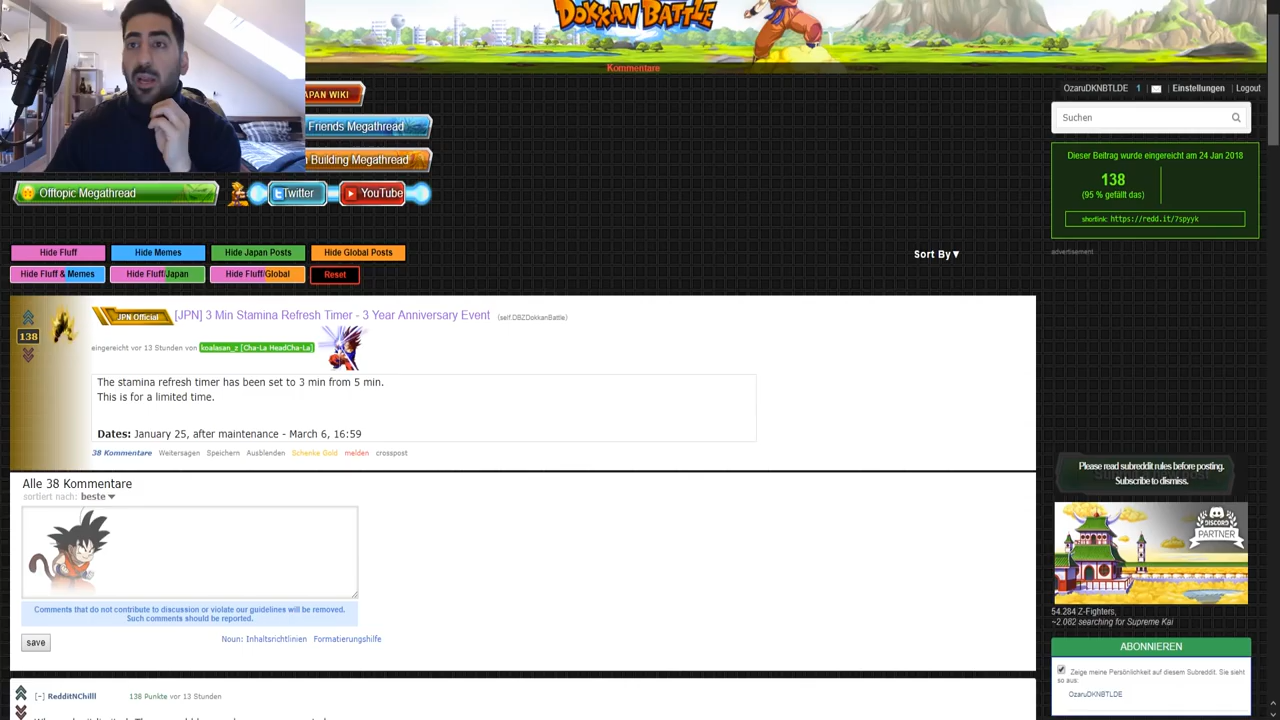 DOKKAN BATTLE
Kommentare
APAN WIKI
Friends Megathread
Building Megathread
Offtopic Megathread
Twitter
YouTube
OzaruDKNBTLDE 1 | | Einstellungen | Logout
Suchen
Dieser Beitrag wurde eingereicht am 24 Jan 2018
138
(95 % gefällt das)
shortlink: https://redd.it/7spyyk
advertisement
Hide Fluff
Hide Memes
Hide Japan Posts
Hide Global Posts
Hide Fluff & Memes
Hide Fluff/Japan
Hide Fluff/Global
Reset
Sort By▼
138
JPN Official
[JPN] 3 Min Stamina Refresh Timer - 3 Year Anniversary Event (self.DBZDokkanBattle)
eingereicht vor 13 Stunden von koalasan_z [Cha-La HeadCha-La]
The stamina refresh timer has been set to 3 min from 5 min.
This is for a limited time.
Dates: January 25, after maintenance - March 6, 16:59
38 Kommentare Weitersagen Speichern Ausblenden Schenke Gold melden crosspost
Alle 38 Kommentare
sortiert nach: beste
Comments that do not contribute to discussion or violate our guidelines will be removed.
Such comments should be reported.
save
Noun: Inhaltsrichtlinien Formatierungshilfe
[–] RedditNChilll 138 Punkte vor 13 Stunden
Please read subreddit rules before posting.
Subscribe to dismiss.
DISCORD
PARTNER
54.284 Z-Fighters,
~2.082 searching for Supreme Kai
ABONNIEREN
Zeige meine Persönlichkeit auf diesem Subreddit. Sie sieht
so aus:
OzaruDKNBTLDE